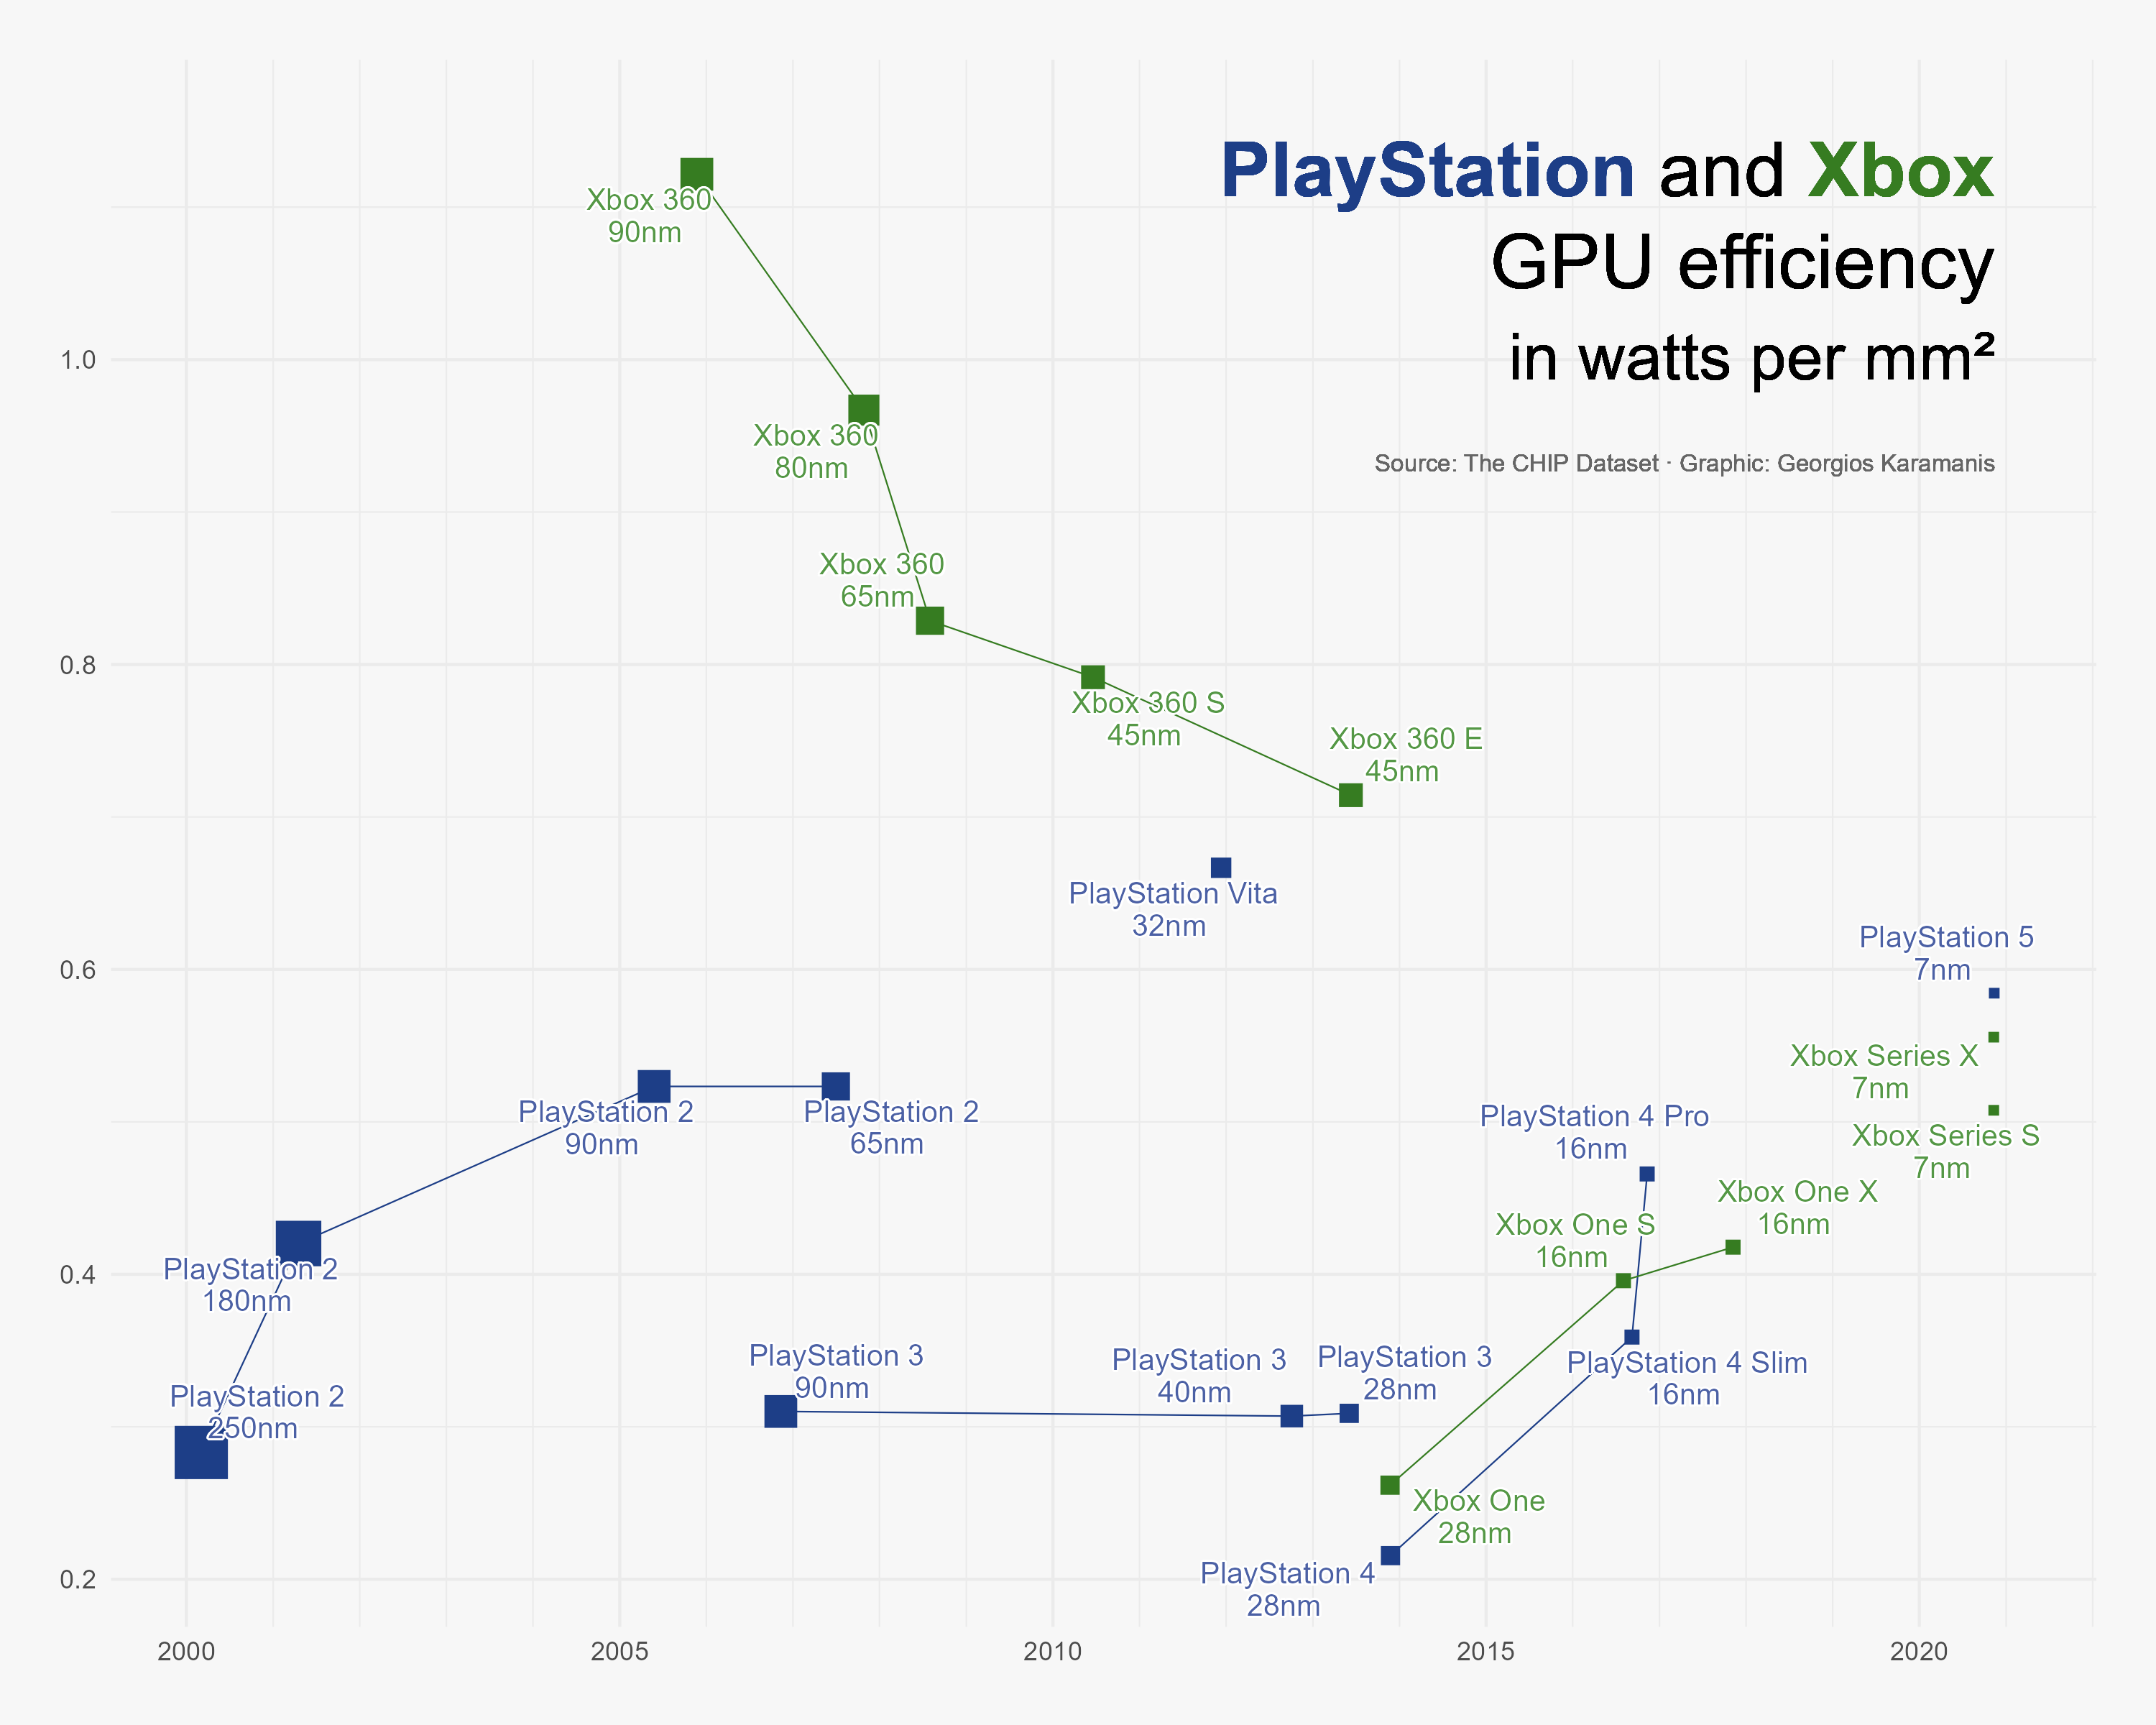 PlayStation and Xbox
GPU efficiency
in watts per mm²
Source: The CHIP Dataset · Graphic: Georgios Karamanis
1.0
0.8
0.6
0.4
0.2
Xbox 360
90nm
Xbox 360
80nm
Xbox 360
65nm
Xbox 360 S
45nm
Xbox 360 E
45nm
PlayStation Vita
32nm
PlayStation 5
7nm
Xbox Series X
7nm
Xbox Series S
7nm
PlayStation 2
90nm
PlayStation 2
65nm
PlayStation 4 Pro
16nm
Xbox One X
16nm
Xbox One S
16nm
PlayStation 2
180nm
PlayStation 3
90nm
PlayStation 3
40nm
PlayStation 3
28nm
PlayStation 4 Slim
16nm
PlayStation 2
250nm
Xbox One
28nm
PlayStation 4
28nm
2000
2005
2010
2015
2020